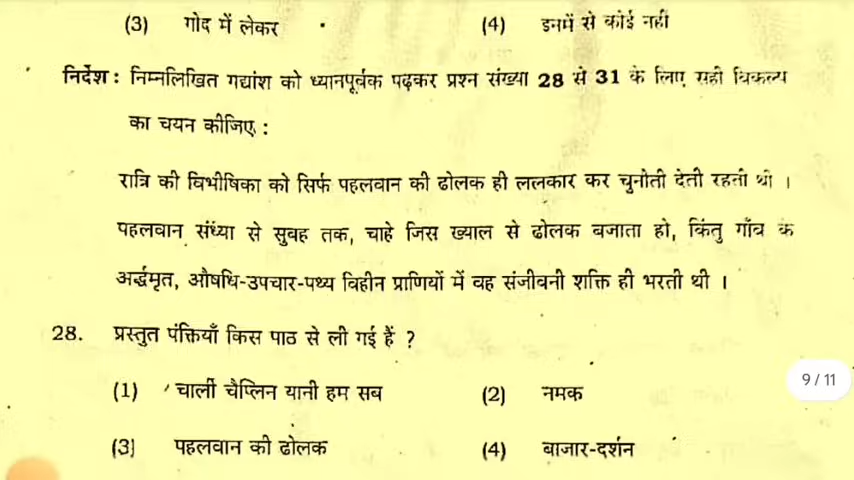 (3) गोद में लेकर (4) इनमें से कोई नहीं
निर्देश : निम्नलिखित गद्यांश को ध्यानपूर्वक पढ़कर प्रश्न संख्या 28 से 31 के लिए सही विकल्प
का चयन कीजिए :
रात्रि की विभीषिका को सिर्फ पहलवान की ढोलक ही ललकार कर चुनौती देती रहती थी ।
पहलवान संध्या से सुबह तक, चाहे जिस ख्याल से ढोलक बजाता हो, किंतु गाँव के
अर्द्धमृत, औषधि-उपचार-पथ्य विहीन प्राणियों में वह संजीवनी शक्ति ही भरती थी ।
28. प्रस्तुत पंक्तियाँ किस पाठ से ली गई हैं ?
(1) चार्ली चैप्लिन यानी हम सब (2) नमक
9 / 11
(3) पहलवान की ढोलक (4) बाजार-दर्शन